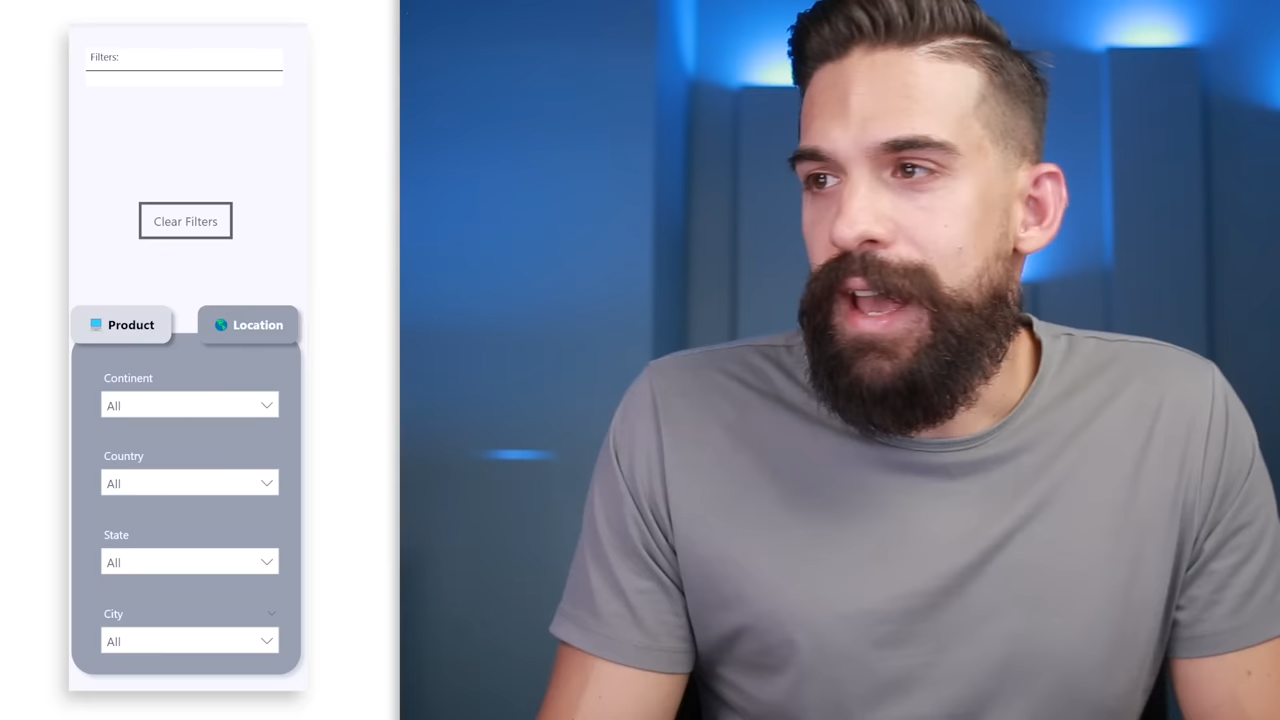 Filters:
Clear Filters
Product
Location
Continent
All
Country
All
State
All
City
All